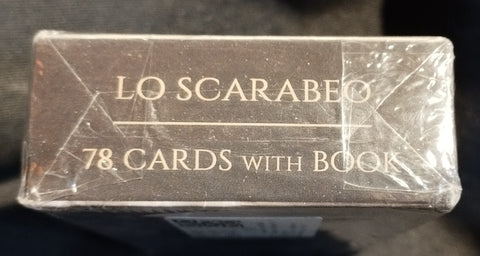 LO SCARABEO
78 CARDS WITH BOOK